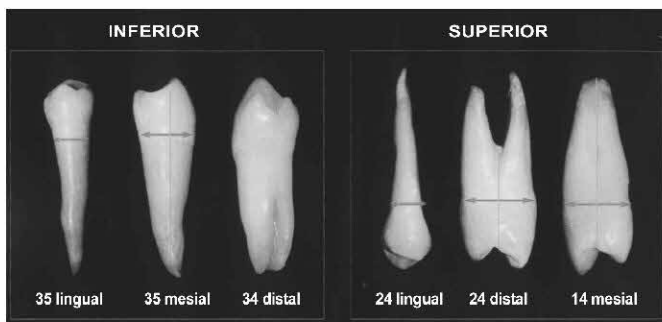 INFERIOR
SUPERIOR
35 lingual
35 mesial
34 distal
24 lingual
24 distal
14 mesial